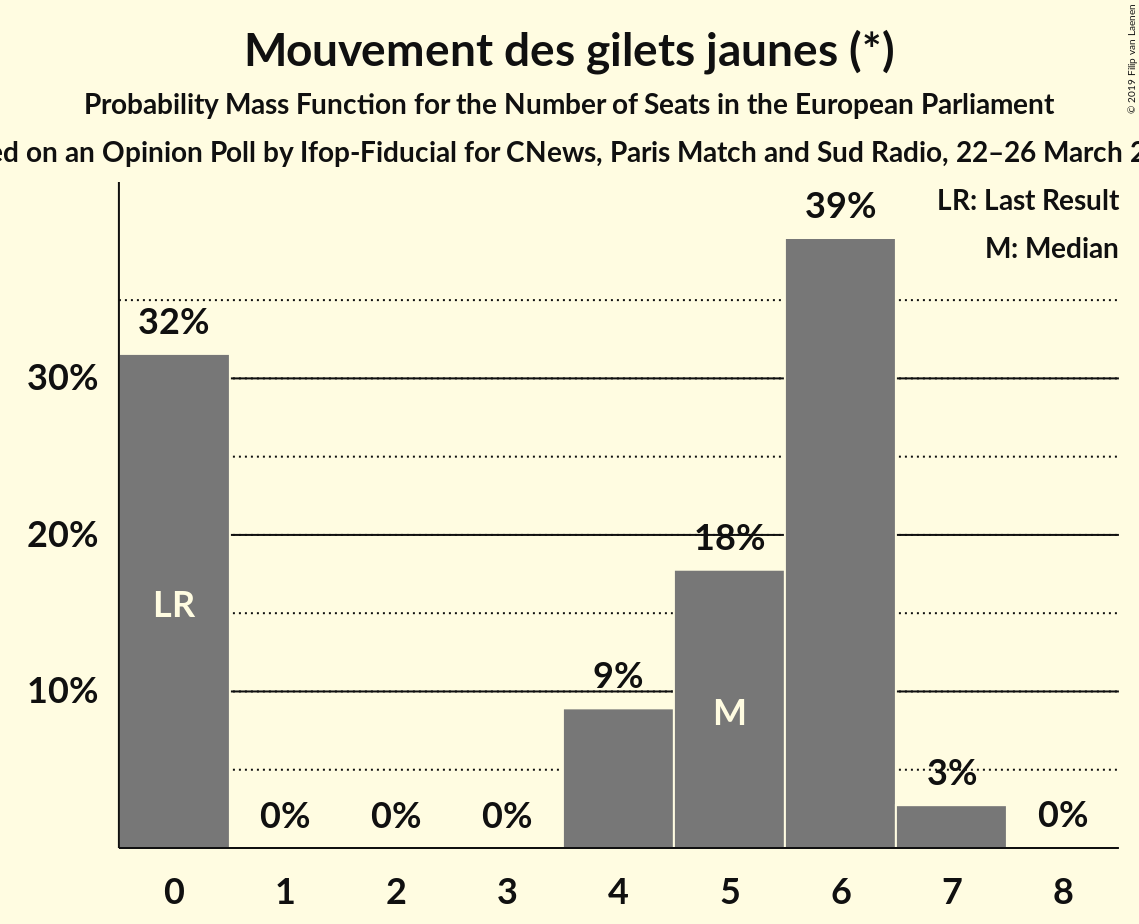 Mouvement des gilets jaunes (*)
Probability Mass Function for the Number of Seats in the European Parliament
on an Opinion Poll by Ifop-Fiducial for CNews, Paris Match and Sud Radio, 22–26 March
© 2019 Filip van Laenen
LR: Last Result
M: Median
39%
32%
30%
20%
18%
LR
10%
9%
M
3%
0% 0% 0% 0%
0 1 2 3 4 5 6 7 8